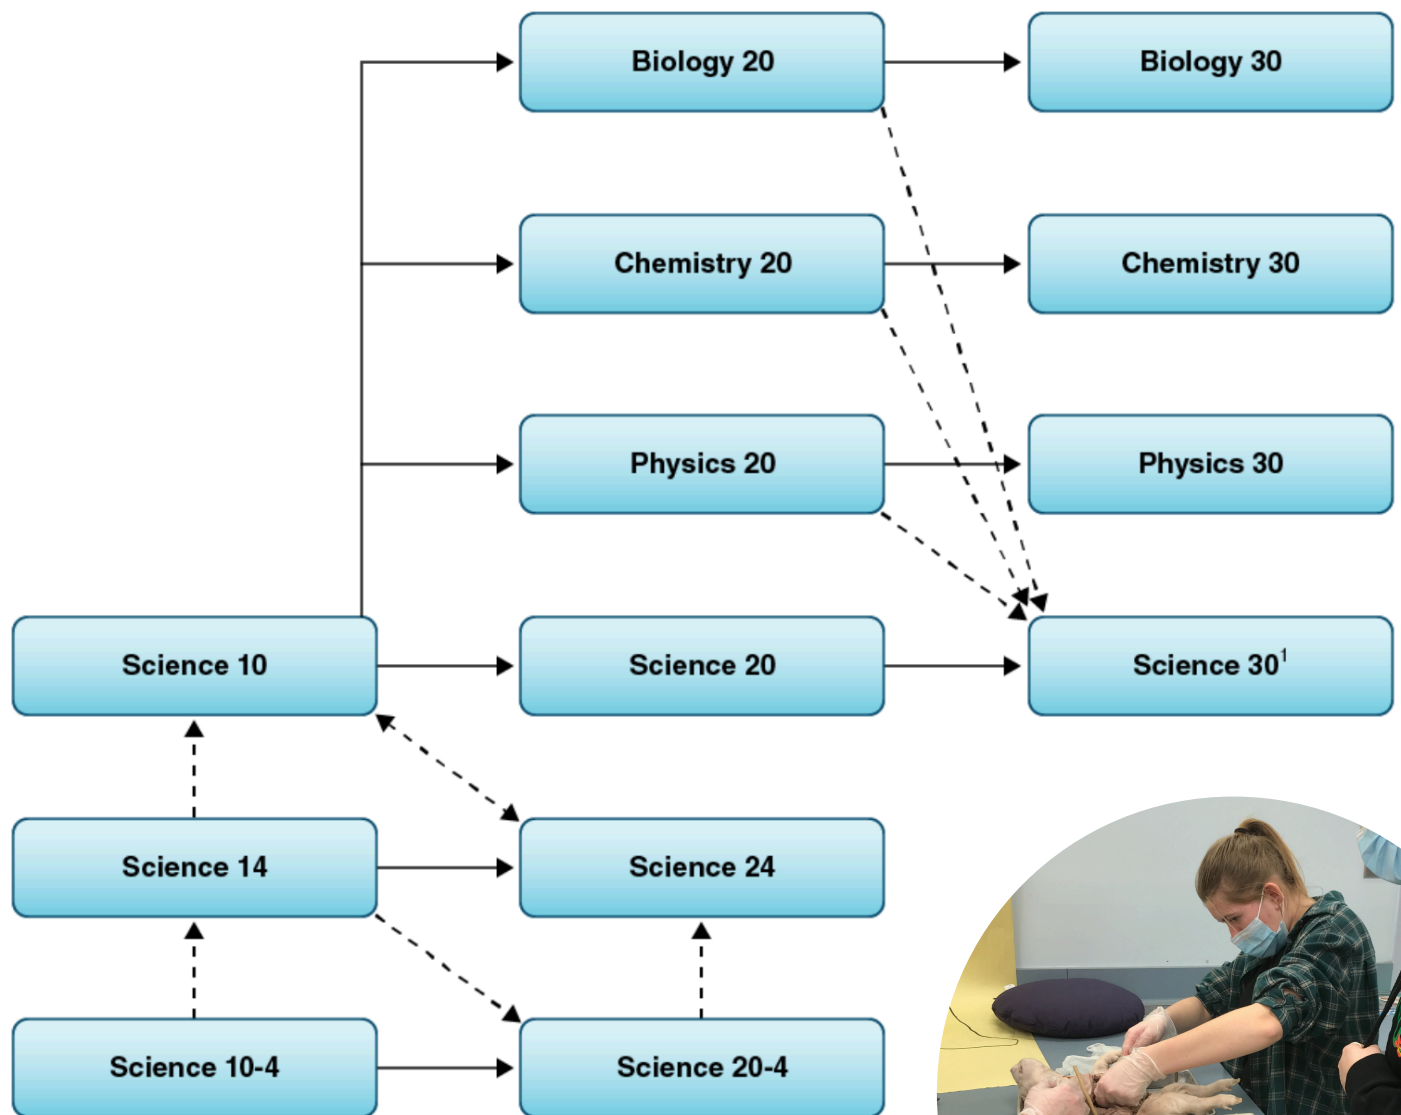 Biology 20
Biology 30
Chemistry 20
Chemistry 30
Physics 20
Physics 30
Science 10
Science 20
Science 30¹
Science 14
Science 24
Science 10-4
Science 20-4